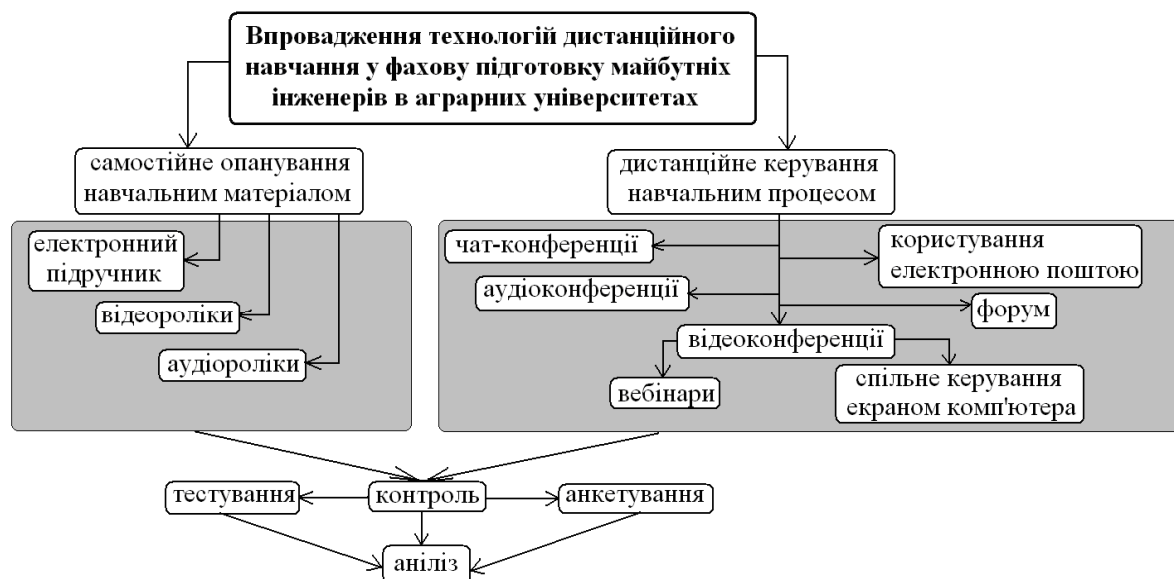 Впровадження технологій дистанційного
навчання у фахову підготовку майбутніх
інженерів в аграрних університетах
самостійне опанування
навчальним матеріалом
дистанційне керування
навчальним процесом
електронний
підручник
відеороліки
аудіороліки
чат-конференції
користування
електронною поштою
аудіоконференції
форум
відеоконференції
вебінари
спільне керування
екраном комп'ютера
тестування
контроль
анкетування
аніліз